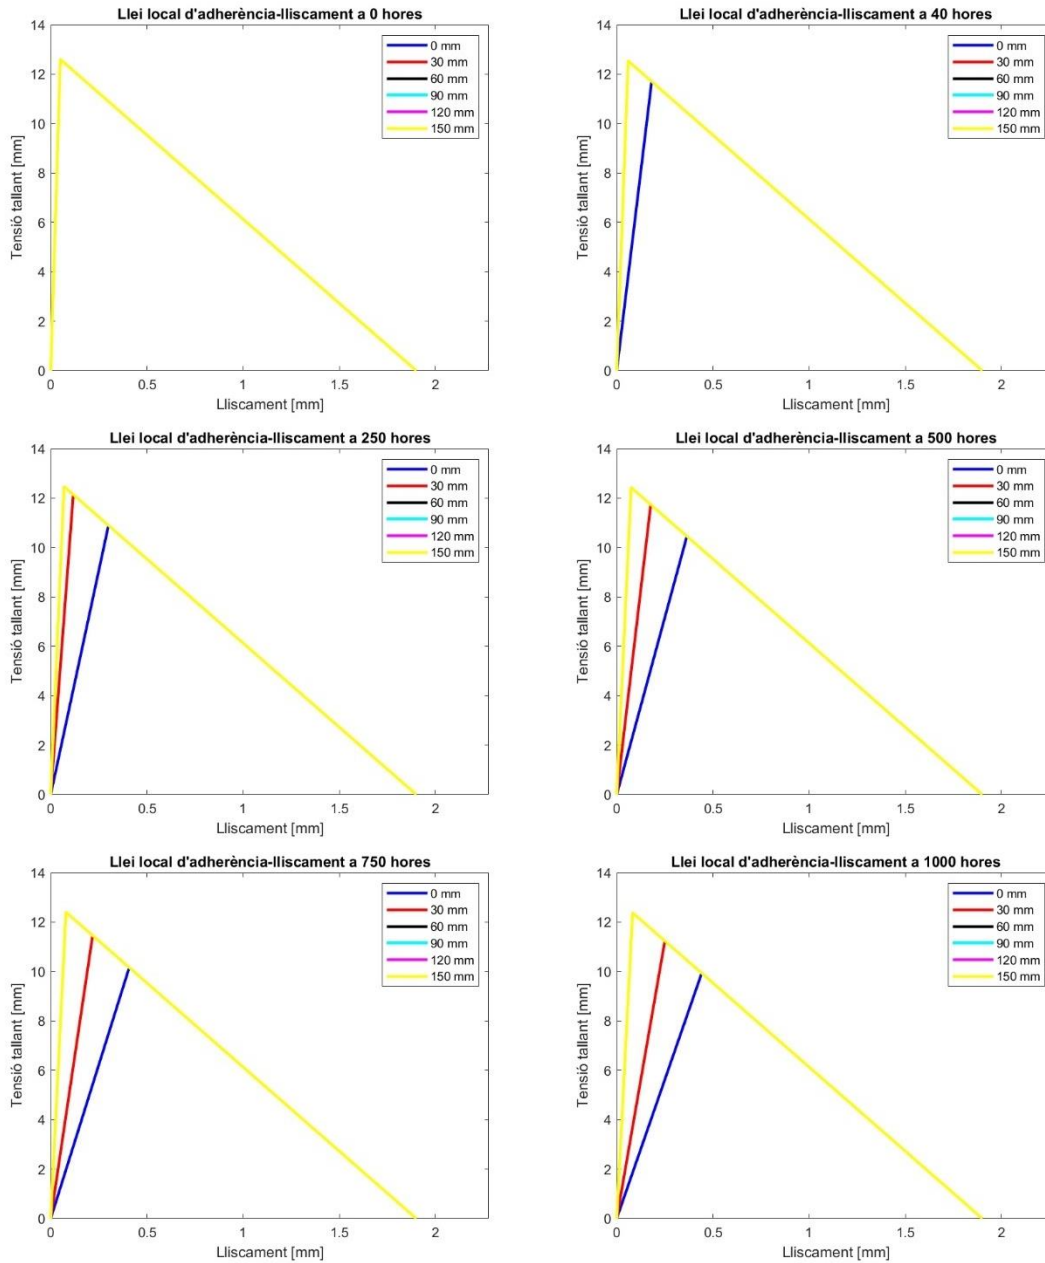 Llei local d'adherència-lliscament a 0 hores
14
12
10
8
6
4
2
0
Tensió tallant [mm]
0 mm
30 mm
60 mm
90 mm
120 mm
150 mm
0
0.5
1
1.5
2
Lliscament [mm]
Llei local d'adherència-lliscament a 40 hores
14
12
10
8
6
4
2
0
Tensió tallant [mm]
0 mm
30 mm
60 mm
90 mm
120 mm
150 mm
0
0.5
1
1.5
2
Lliscament [mm]
Llei local d'adherència-lliscament a 250 hores
14
12
10
8
6
4
2
0
Tensió tallant [mm]
0 mm
30 mm
60 mm
90 mm
120 mm
150 mm
0
0.5
1
1.5
2
Lliscament [mm]
Llei local d'adherència-lliscament a 500 hores
14
12
10
8
6
4
2
0
Tensió tallant [mm]
0 mm
30 mm
60 mm
90 mm
120 mm
150 mm
0
0.5
1
1.5
2
Lliscament [mm]
Llei local d'adherència-lliscament a 750 hores
14
12
10
8
6
4
2
0
Tensió tallant [mm]
0 mm
30 mm
60 mm
90 mm
120 mm
150 mm
0
0.5
1
1.5
2
Lliscament [mm]
Llei local d'adherència-lliscament a 1000 hores
14
12
10
8
6
4
2
0
Tensió tallant [mm]
0 mm
30 mm
60 mm
90 mm
120 mm
150 mm
0
0.5
1
1.5
2
Lliscament [mm]